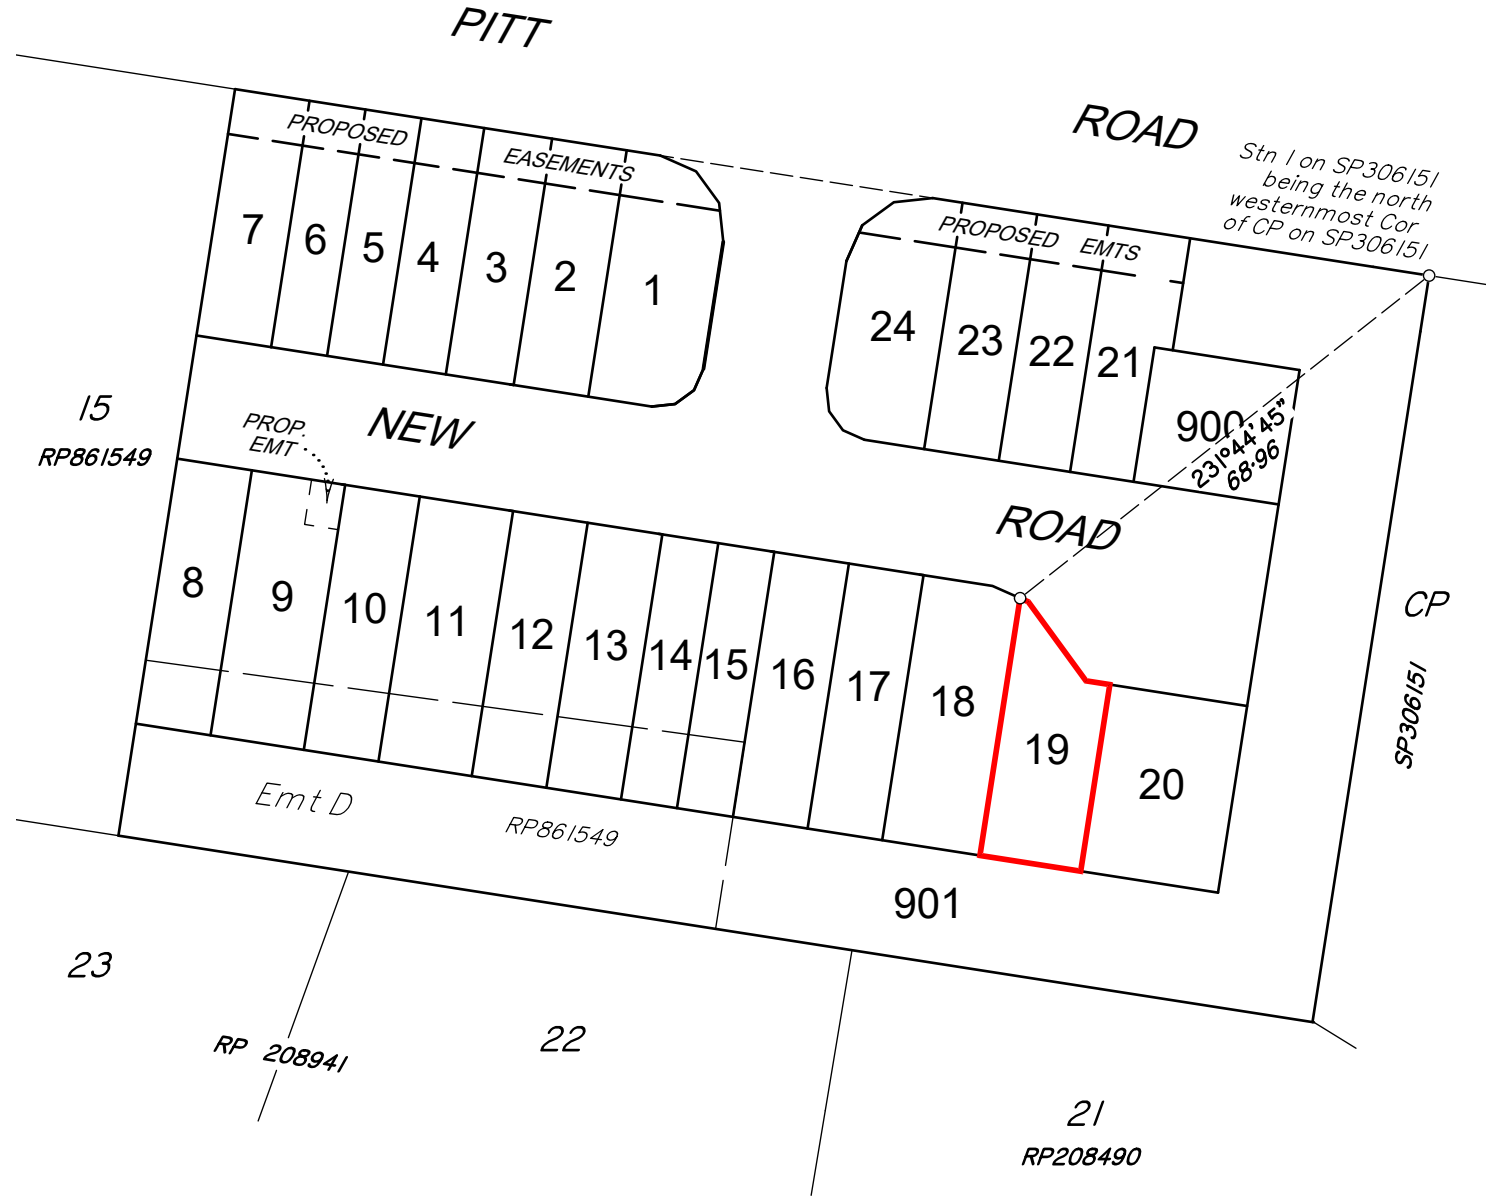 PITT
ROAD
Stn 1 on SP306151
being the north
westernmost Cor
of CP on SP306151
PROPOSED
EASEMENTS
PROPOSED EMTS
7
6
5
4
3
2
1
24
23
22
21
900
231°44'45"
68·96
15
RP861549
PROP.
EMT
NEW
ROAD
8
9
10
11
12
13
14
15
16
17
18
19
20
CP
SP306151
Emt D
RP861549
901
23
RP 208941
22
21
RP208490